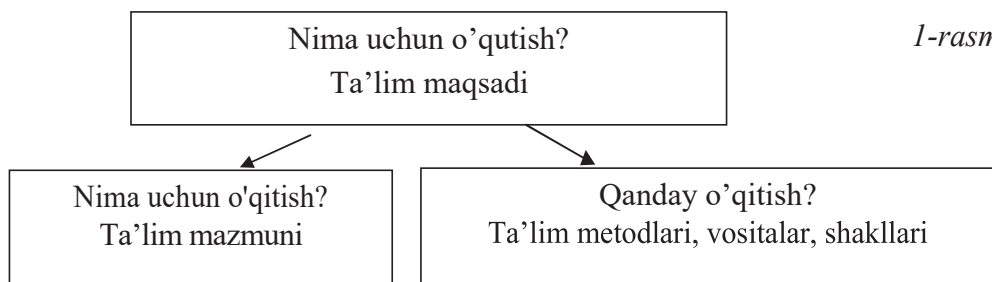 Nima uchun o’qutish?
Ta’lim maqsadi
1-rasm
Nima uchun o'qitish?
Ta’lim mazmuni
Qanday o’qitish?
Ta’lim metodlari, vositalar, shakllari